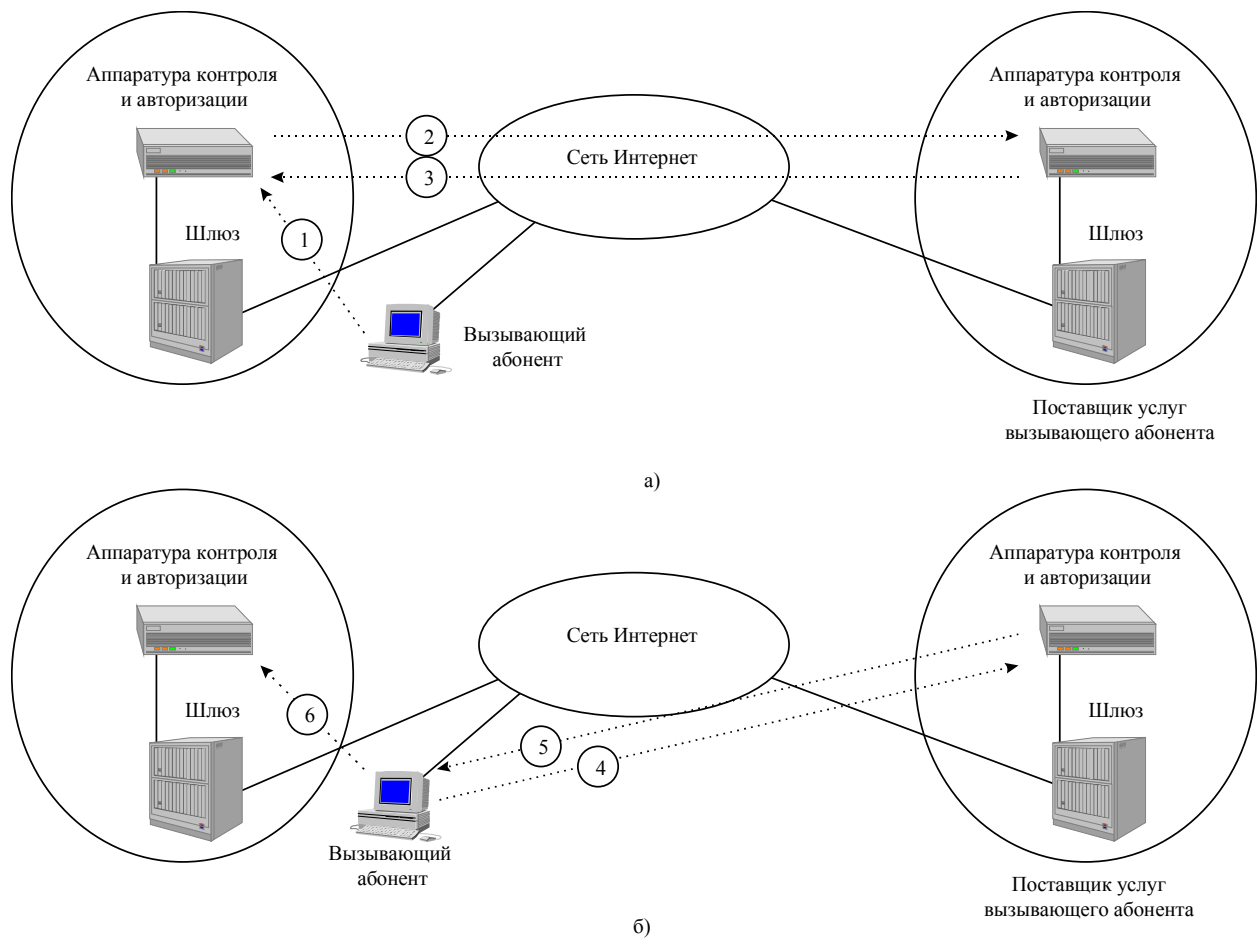 Аппаратура контроля
и авторизации
Аппаратура контроля
и авторизации
2
Сеть Интернет
3
Шлюз
1
Шлюз
Вызывающий
абонент
Поставщик услуг
вызывающего абонента
а)
Аппаратура контроля
и авторизации
Аппаратура контроля
и авторизации
Сеть Интернет
Шлюз
6
Шлюз
5
4
Вызывающий
абонент
Поставщик услуг
вызывающего абонента
б)